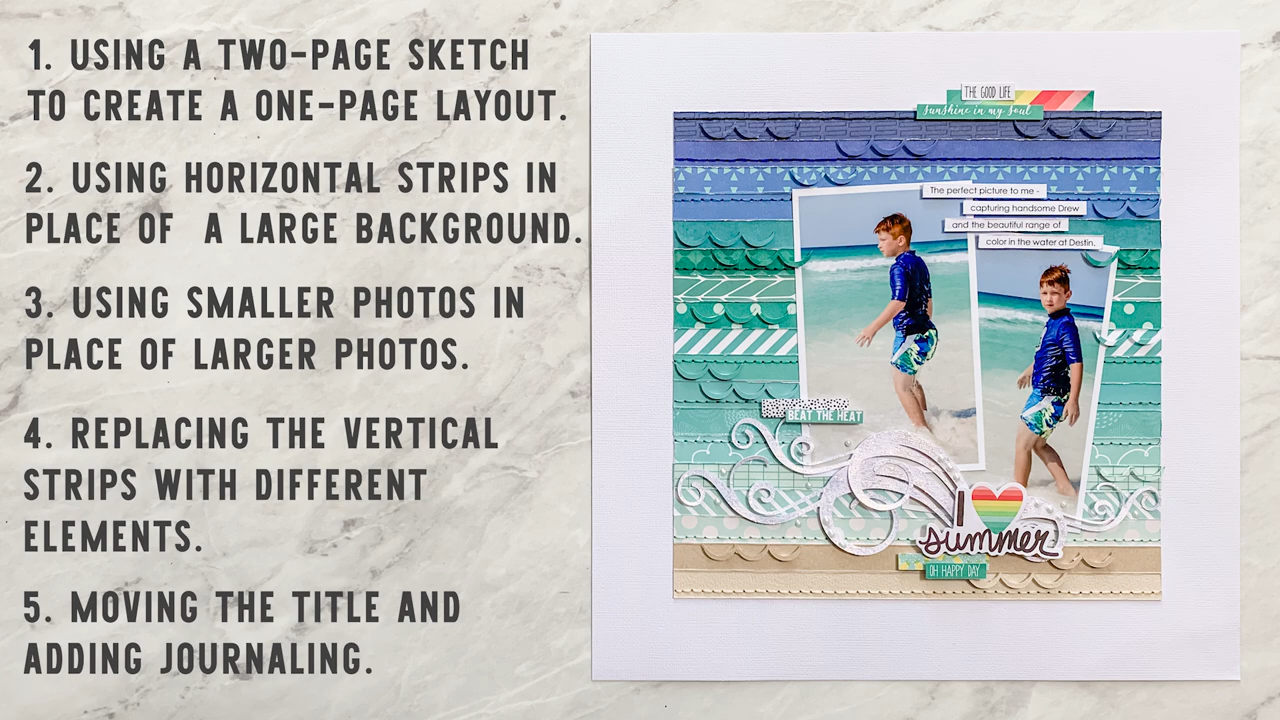 1. USING A TWO-PAGE SKETCH
TO CREATE A ONE-PAGE LAYOUT.
2. USING HORIZONTAL STRIPS IN
PLACE OF A LARGE BACKGROUND.
3. USING SMALLER PHOTOS IN
PLACE OF LARGER PHOTOS.
4. REPLACING THE VERTICAL
STRIPS WITH DIFFERENT
ELEMENTS.
5. MOVING THE TITLE AND
ADDING JOURNALING.
THE GOOD LIFE
sunshine in my soul
The perfect picture to me -
capturing handsome Drew
and the beautiful range of
color in the water at Destin.
BEAT THE HEAT
I
summer
OH HAPPY DAY